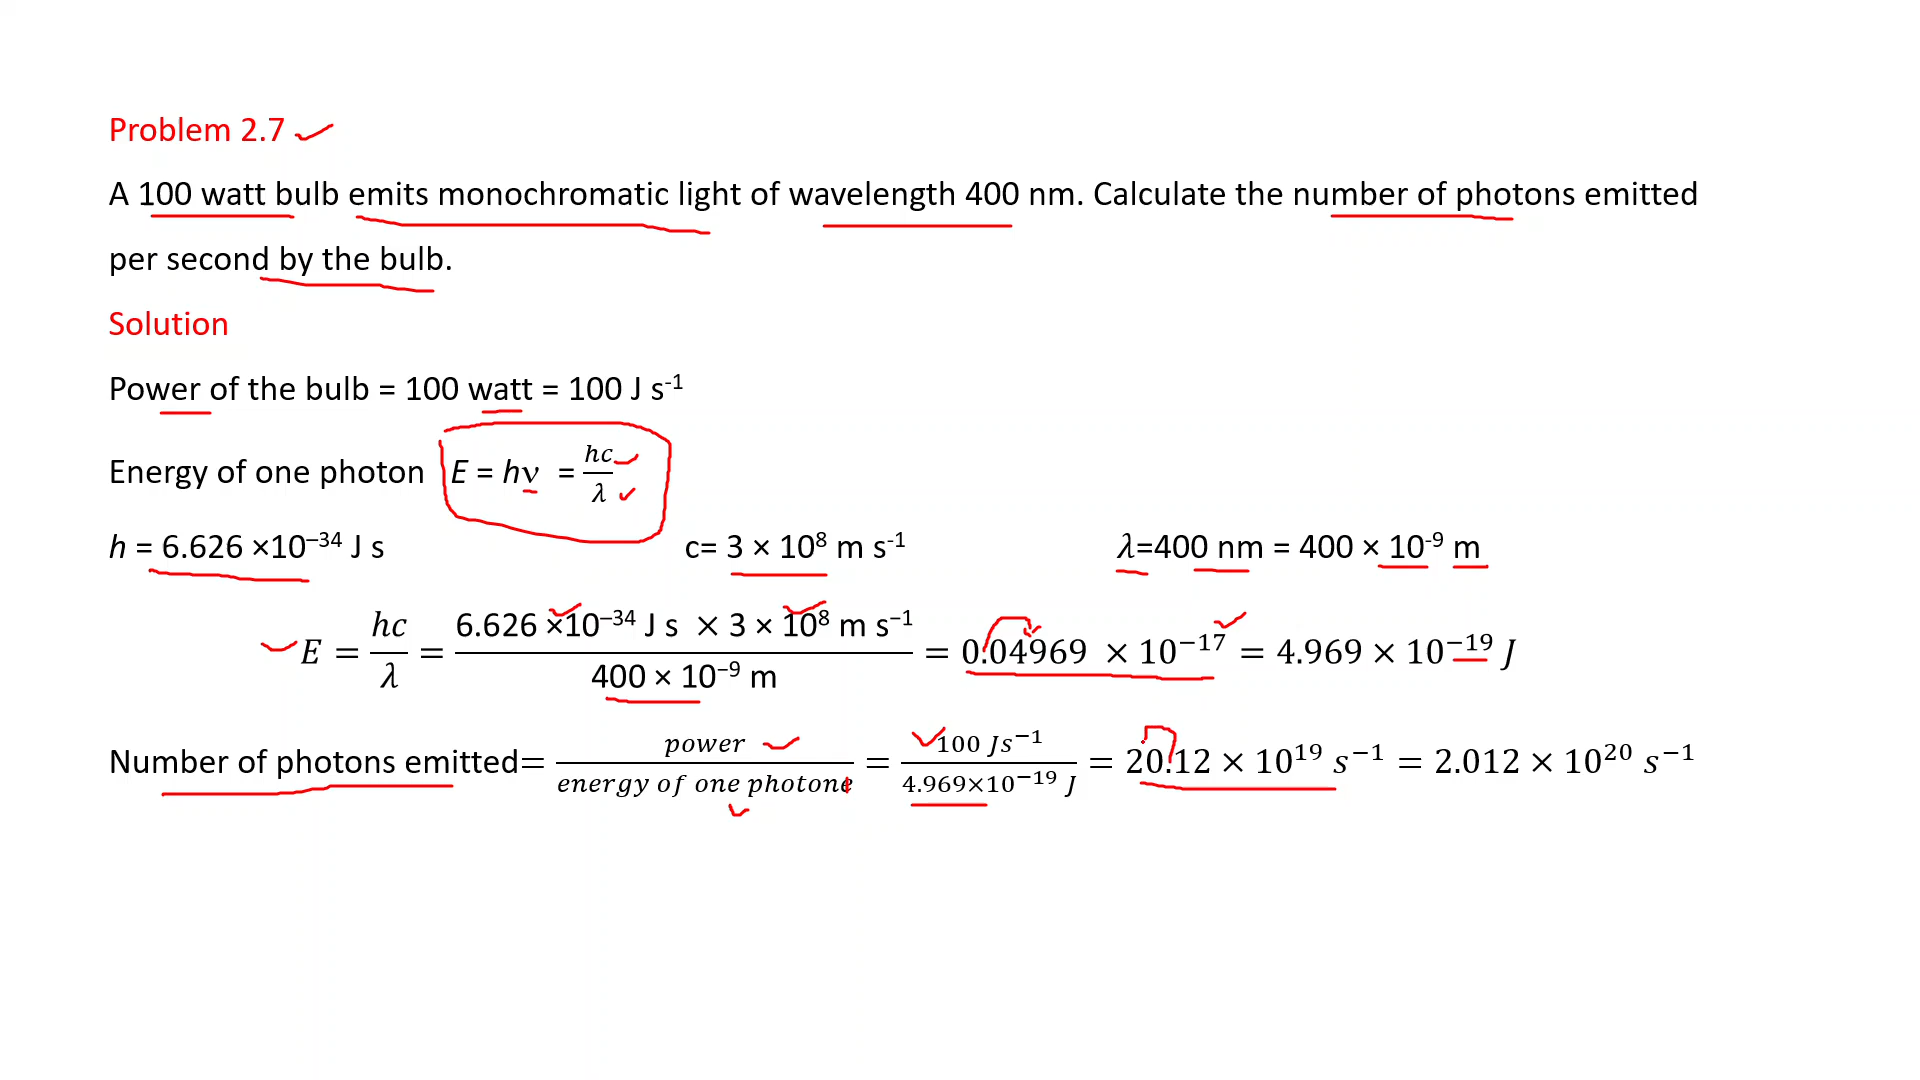 Problem 2.7
A 100 watt bulb emits monochromatic light of wavelength 400 nm. Calculate the number of photons emitted
per second by the bulb.
Solution
Power of the bulb = 100 watt = 100 J s⁻¹
Energy of one photon E = hν = hc/λ
h = 6.626 ×10⁻³⁴ J s c= 3 × 10⁸ m s⁻¹ λ=400 nm = 400 × 10⁻⁹ m
E = hc/λ = 6.626 ×10⁻³⁴ J s × 3 × 10⁸ m s⁻¹ / 400 × 10⁻⁹ m = 0.04969 × 10⁻¹⁷ = 4.969 × 10⁻¹⁹ J
Number of photons emitted= power / energy of one photone = 100 Js⁻¹ / 4.969×10⁻¹⁹ J = 20.12 × 10¹⁹ s⁻¹ = 2.012 × 10²⁰ s⁻¹